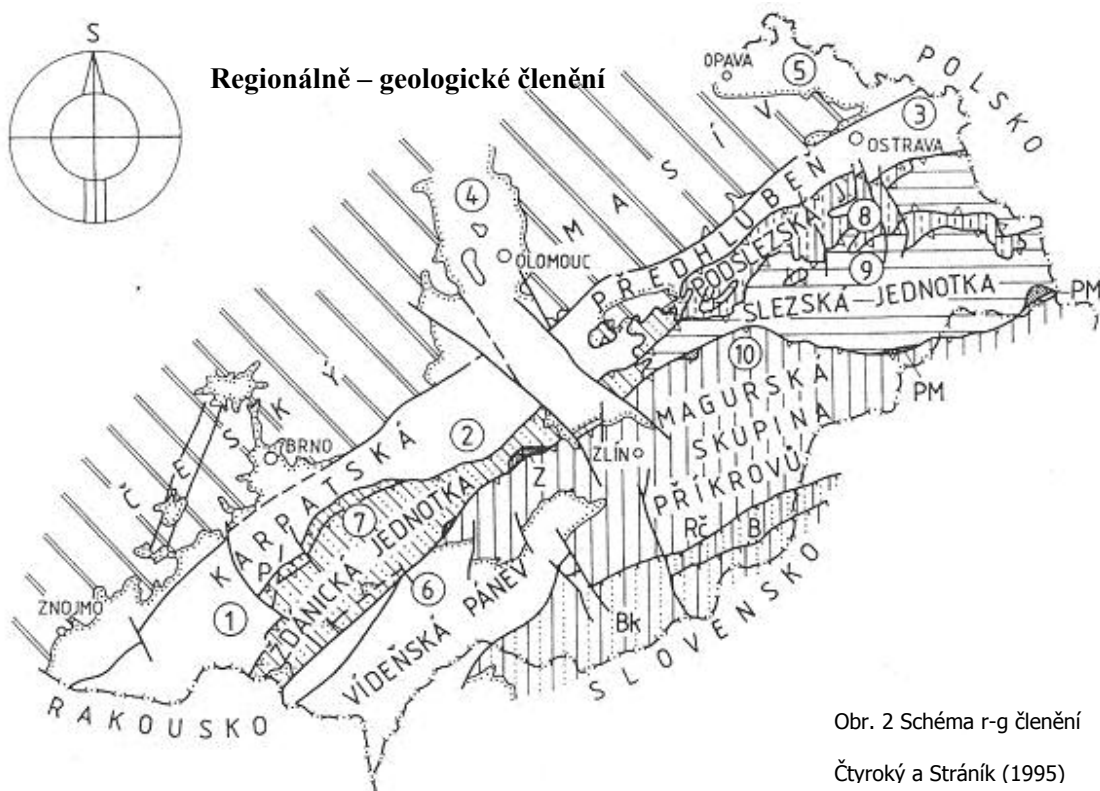 S
Regionálně – geologické členění
OPAVA
5
POLSKO
3
OSTRAVA
ČESKÝ MASÍV
4
OLOMOUC
PŘEDHLUBEŇ
PODSLEZSKÁ J.
8
9
SLEZSKÁ JEDNOTKA
PM
10
PM
MAGURSKÁ
SKUPINA
PŘÍKROVŮ
2
ZLÍN
Z
BRNO
KARPATSKÁ
7
ŽDÁNICKÁ JEDNOTKA
P
Rč
B
6
VÍDEŇSKÁ PÁNEV
Bk
ZNOJMO
1
SLOVENSKO
RAKOUSKO
Obr. 2 Schéma r-g členění
Čtyroký a Stráník (1995)